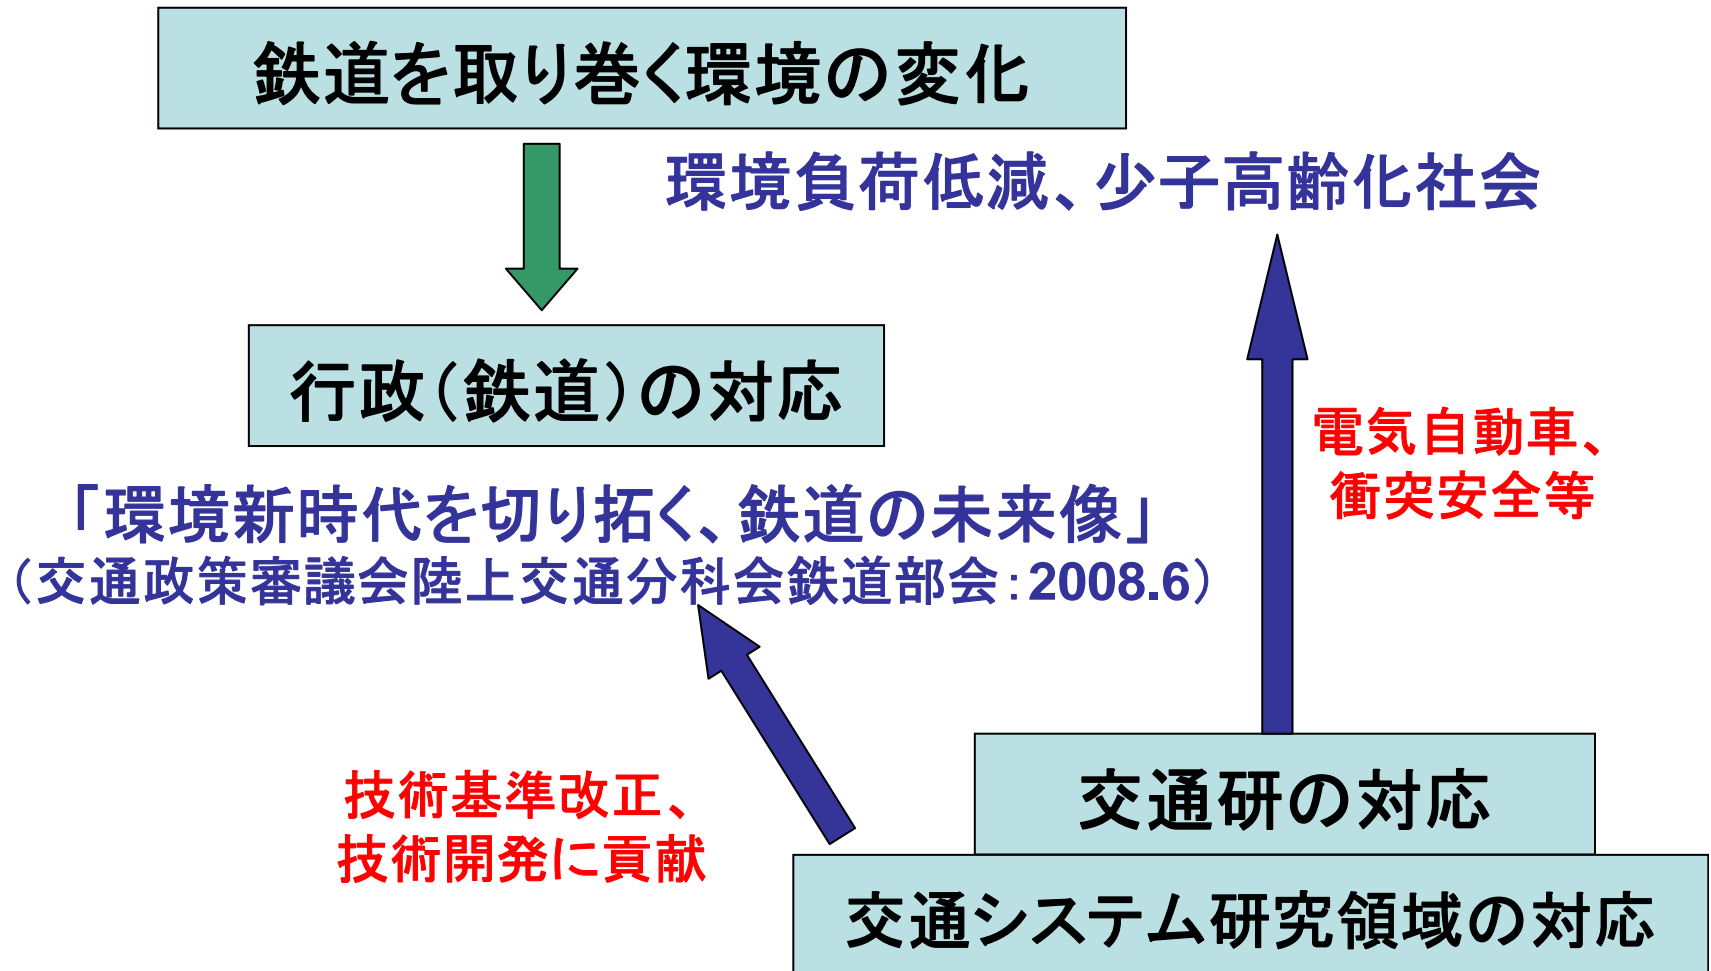 鉄道を取り巻く環境の変化
環境負荷低減、少子高齢化社会
行政(鉄道)の対応
電気自動車、
衝突安全等
「環境新時代を切り拓く、鉄道の未来像」
(交通政策審議会陸上交通分科会鉄道部会:2008.6)
技術基準改正、
技術開発に貢献
交通研の対応
交通システム研究領域の対応